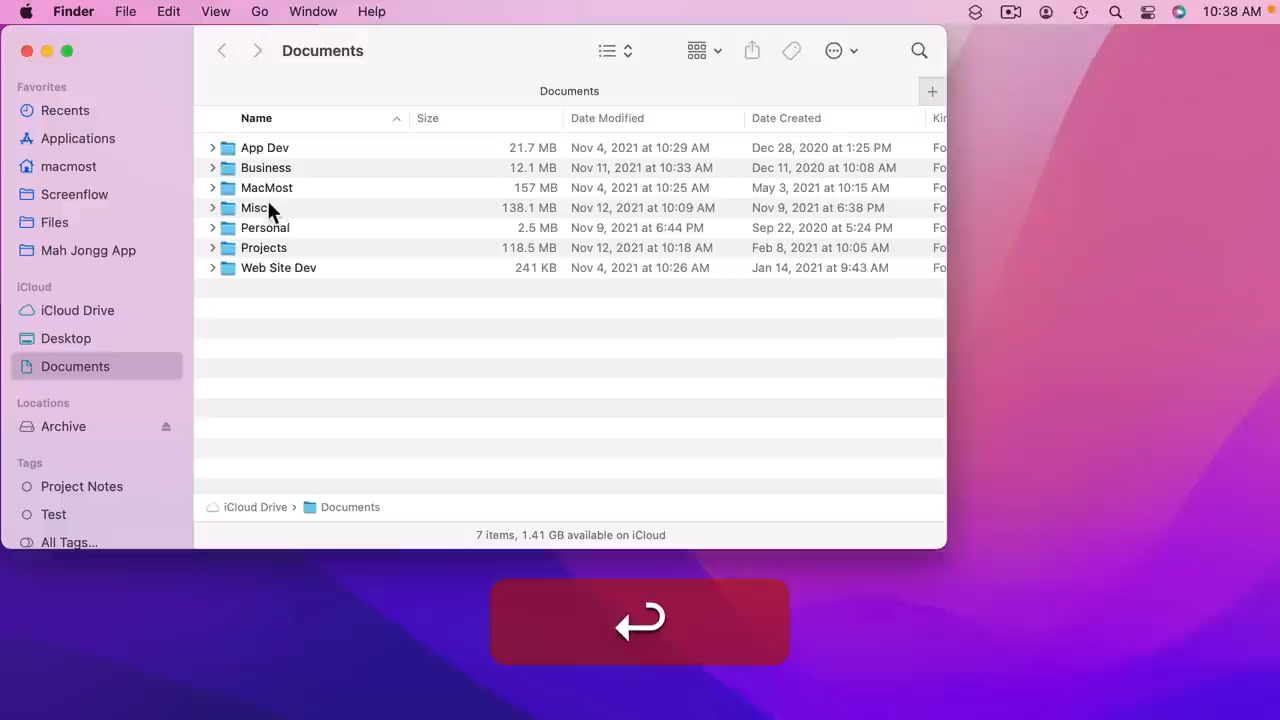 Finder File Edit View Go Window Help 10:38 AM
Documents
Documents
Favorites
Recents
Applications
macmost
Screenflow
Files
Mah Jongg App
iCloud
iCloud Drive
Desktop
Documents
Locations
Archive
Tags
Project Notes
Test
All Tags...
Name Size Date Modified Date Created Kin
App Dev 21.7 MB Nov 4, 2021 at 10:29 AM Dec 28, 2020 at 1:25 PM Fo
Business 12.1 MB Nov 11, 2021 at 10:33 AM Dec 11, 2020 at 10:08 AM Fo
MacMost 157 MB Nov 4, 2021 at 10:25 AM May 3, 2021 at 10:15 AM Fo
Misc 138.1 MB Nov 12, 2021 at 10:09 AM Nov 9, 2021 at 6:38 PM Fo
Personal 2.5 MB Nov 9, 2021 at 6:44 PM Sep 22, 2020 at 5:24 PM Fo
Projects 118.5 MB Nov 12, 2021 at 10:18 AM Feb 8, 2021 at 10:05 AM Fo
Web Site Dev 241 KB Nov 4, 2021 at 10:26 AM Jan 14, 2021 at 9:43 AM Fo
iCloud Drive › Documents
7 items, 1.41 GB available on iCloud